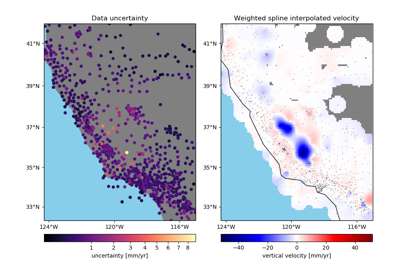 Data uncertainty
Weighted spline interpolated velocity
41°N
39°N
37°N
35°N
33°N
124°W
120°W
116°W
41°N
39°N
37°N
35°N
33°N
124°W
120°W
116°W
0
1
2
3
4
5
6
7
8
uncertainty [mm/yr]
−40
−20
0
20
40
vertical velocity [mm/yr]